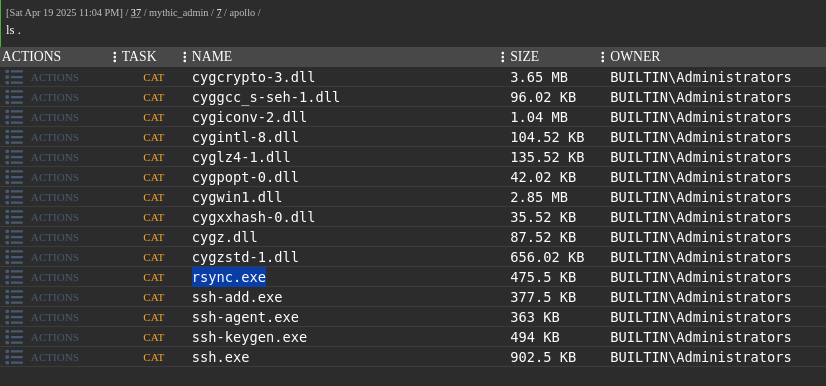 [Sat Apr 19 2025 11:04 PM] / 37 / mythic_admin / 7 / apollo /
ls .
ACTIONS TASK NAME SIZE OWNER
ACTIONS CAT cygcrypto-3.dll 3.65 MB BUILTIN\Administrators
ACTIONS CAT cyggcc_s-seh-1.dll 96.02 KB BUILTIN\Administrators
ACTIONS CAT cygiconv-2.dll 1.04 MB BUILTIN\Administrators
ACTIONS CAT cygintl-8.dll 104.52 KB BUILTIN\Administrators
ACTIONS CAT cyglz4-1.dll 135.52 KB BUILTIN\Administrators
ACTIONS CAT cygpopt-0.dll 42.02 KB BUILTIN\Administrators
ACTIONS CAT cygwin1.dll 2.85 MB BUILTIN\Administrators
ACTIONS CAT cygxxhash-0.dll 35.52 KB BUILTIN\Administrators
ACTIONS CAT cygz.dll 87.52 KB BUILTIN\Administrators
ACTIONS CAT cygzstd-1.dll 656.02 KB BUILTIN\Administrators
ACTIONS CAT rsync.exe 475.5 KB BUILTIN\Administrators
ACTIONS CAT ssh-add.exe 377.5 KB BUILTIN\Administrators
ACTIONS CAT ssh-agent.exe 363 KB BUILTIN\Administrators
ACTIONS CAT ssh-keygen.exe 494 KB BUILTIN\Administrators
ACTIONS CAT ssh.exe 902.5 KB BUILTIN\Administrators